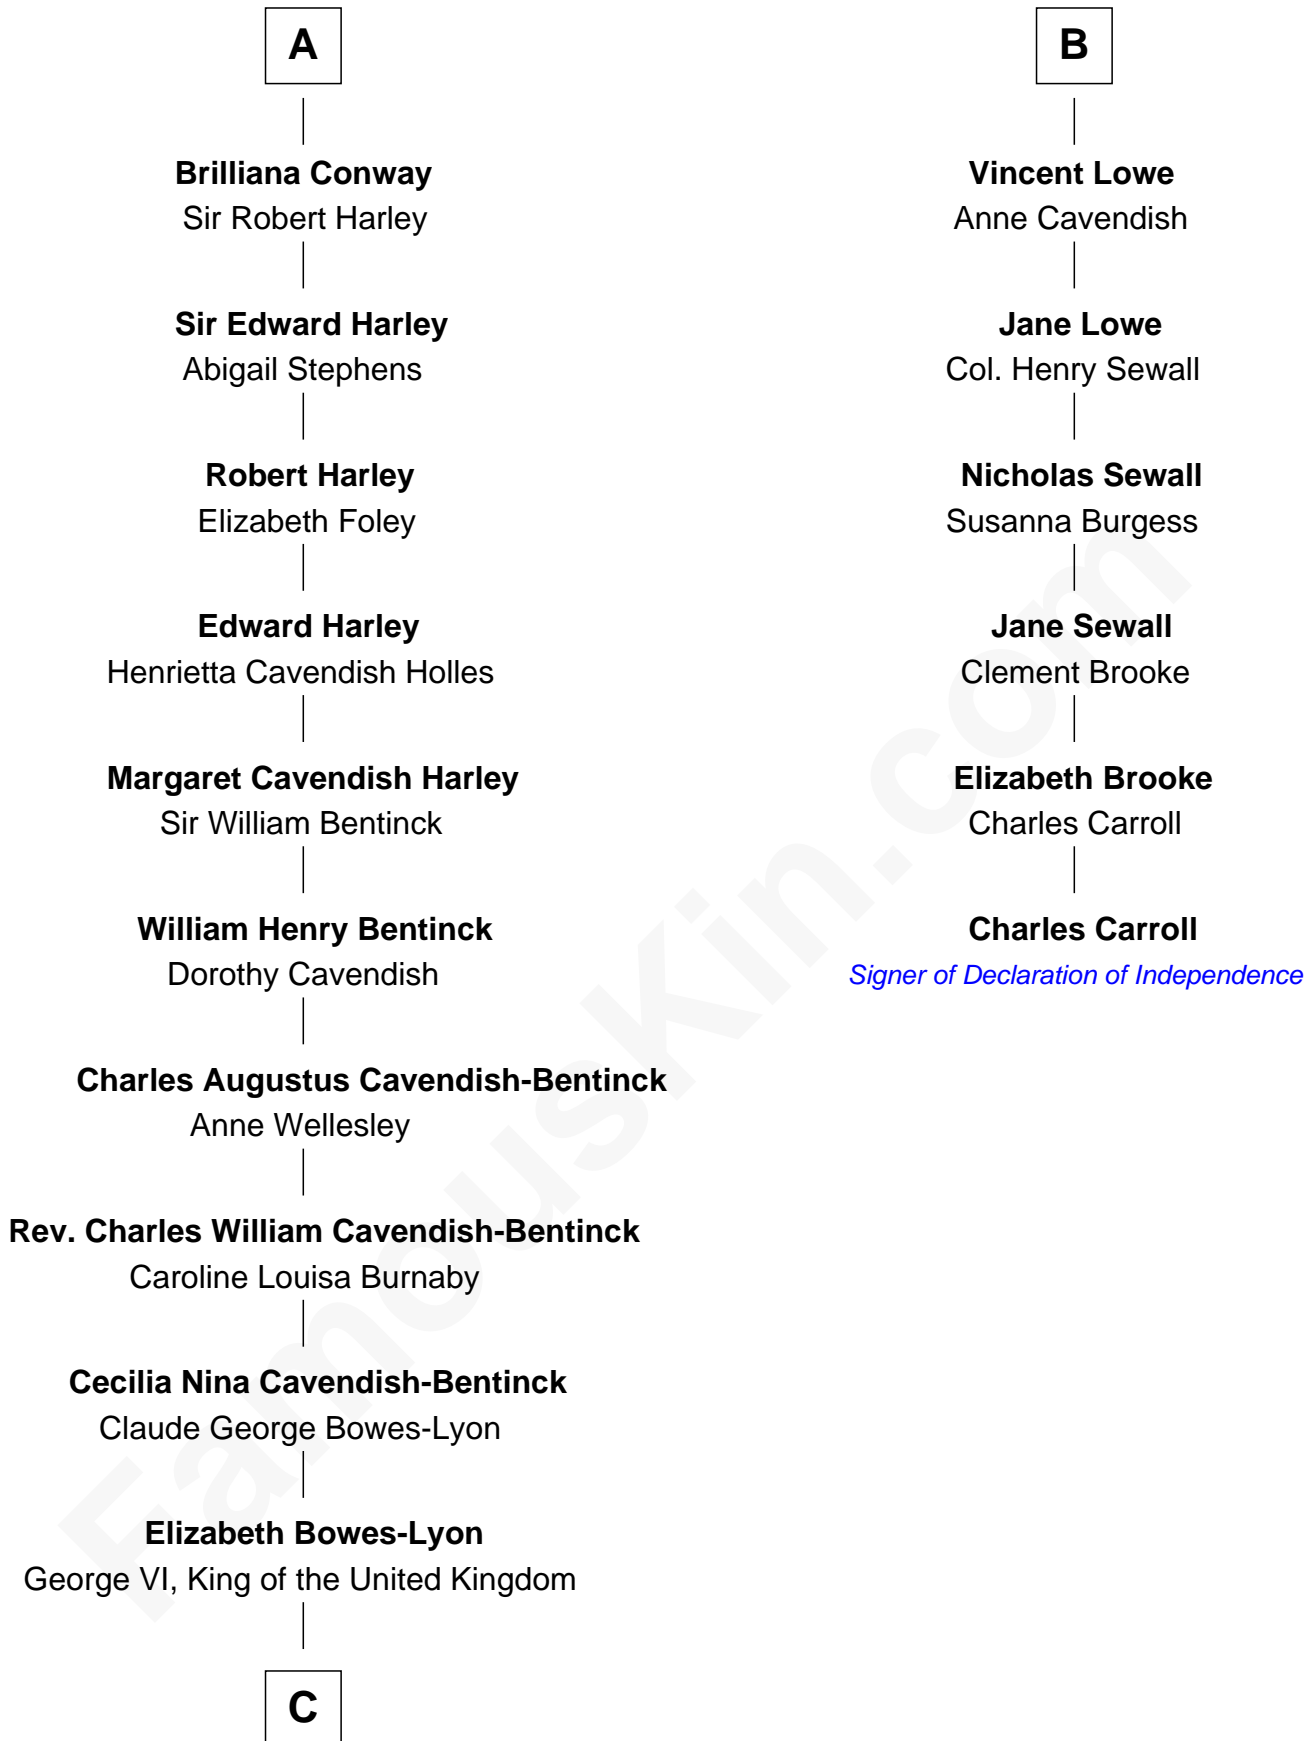 A
Brilliana Conway
Sir Robert Harley
Sir Edward Harley
Abigail Stephens
Robert Harley
Elizabeth Foley
Edward Harley
Henrietta Cavendish Holles
Margaret Cavendish Harley
Sir William Bentinck
William Henry Bentinck
Dorothy Cavendish
Charles Augustus Cavendish-Bentinck
Anne Wellesley
Rev. Charles William Cavendish-Bentinck
Caroline Louisa Burnaby
Cecilia Nina Cavendish-Bentinck
Claude George Bowes-Lyon
Elizabeth Bowes-Lyon
George VI, King of the United Kingdom
C
B
Vincent Lowe
Anne Cavendish
Jane Lowe
Col. Henry Sewall
Nicholas Sewall
Susanna Burgess
Jane Sewall
Clement Brooke
Elizabeth Brooke
Charles Carroll
Charles Carroll
Signer of Declaration of Independence
FamousKin.com